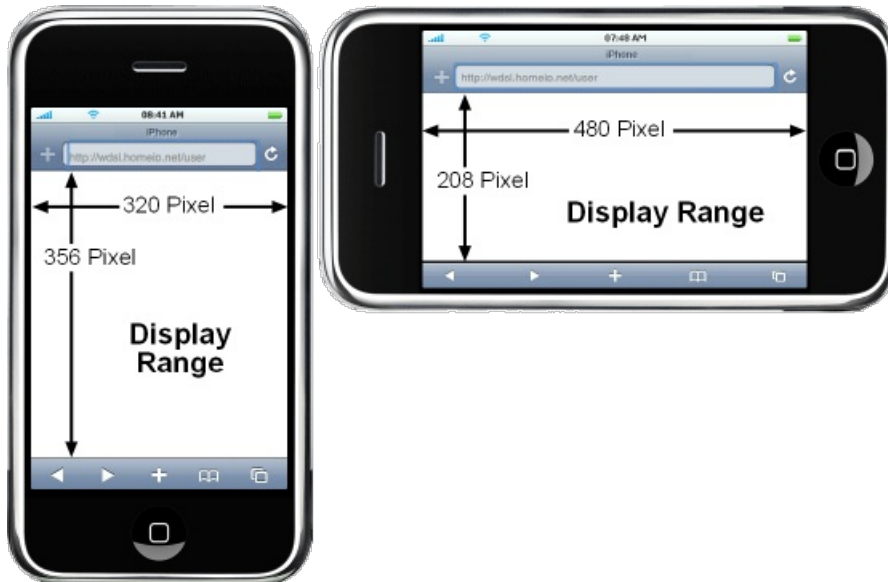 08:41 AM
iPhone
http://wdsl.homeip.net/user
320 Pixel
356 Pixel
Display
Range
07:48 AM
iPhone
http://wdsl.homeip.net/user
480 Pixel
208 Pixel
Display Range